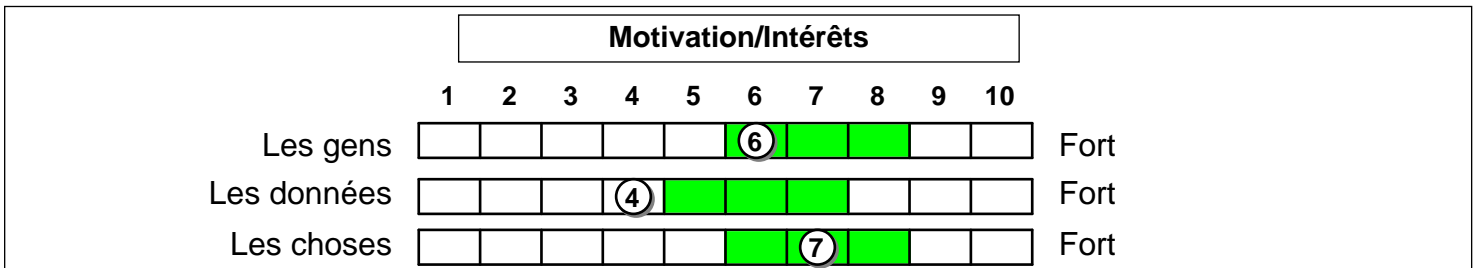 Motivation/Intérêts
1 2 3 4 5 6 7 8 9 10
Les gens 6 Fort
Les données 4 Fort
Les choses 7 Fort